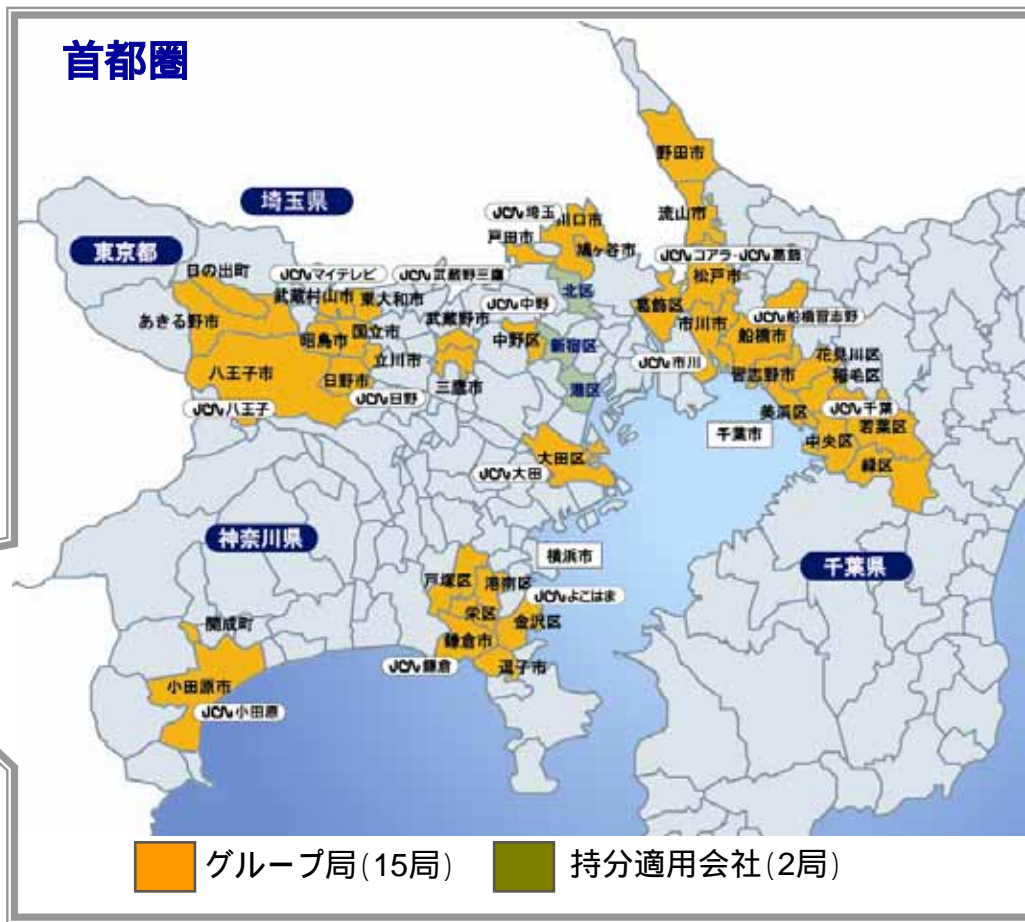 首都圏
野田市
埼玉県
JCN埼玉
川口市
流山市
戸田市
鳩ヶ谷市
東京都
JCNコアラ・JCN葛飾
日の出町
JCNマイテレビ
JCN武蔵野三鷹
松戸市
北区
武蔵村山市
東大和市
JCN中野
葛飾区
あきる野市
武蔵野市
市川市
JCN船橋習志野
昭島市
国立市
中野区
新宿区
船橋市
花見川区
立川市
JCN市川
習志野市
稲毛区
八王子市
日野市
三鷹市
港区
JCN八王子
JCN日野
美浜区
JCN千葉
千葉市
若葉区
中央区
大田区
緑区
JCN大田
神奈川県
横浜市
千葉県
戸塚区
港南区
JCNよこはま
栄区
金沢区
開成町
鎌倉市
JCN鎌倉
逗子市
小田原市
JCN小田原
グループ局(15局)
持分適用会社(2局)